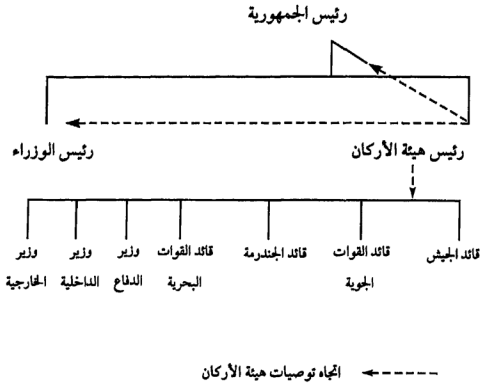 رئيس الجمهورية
رئيس هيئة الأركان
رئيس الوزراء
قائد الجيش
قائد القوات
الجوية
قائد الجندرمة
قائد القوات
البحرية
وزير
الدفاع
وزير
الداخلية
وزير
الخارجية
اتجاه توصيات هيئة الأركان